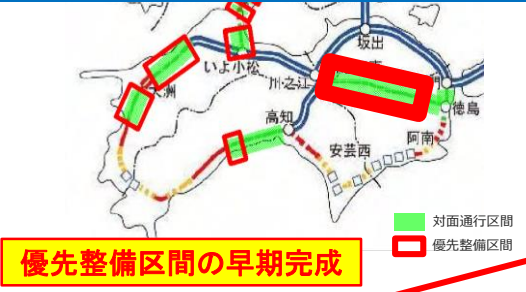 坂出
いよ小松
川之江
大洲
徳島
高知
阿南
安芸西
対面通行区間
優先整備区間
優先整備区間の早期完成